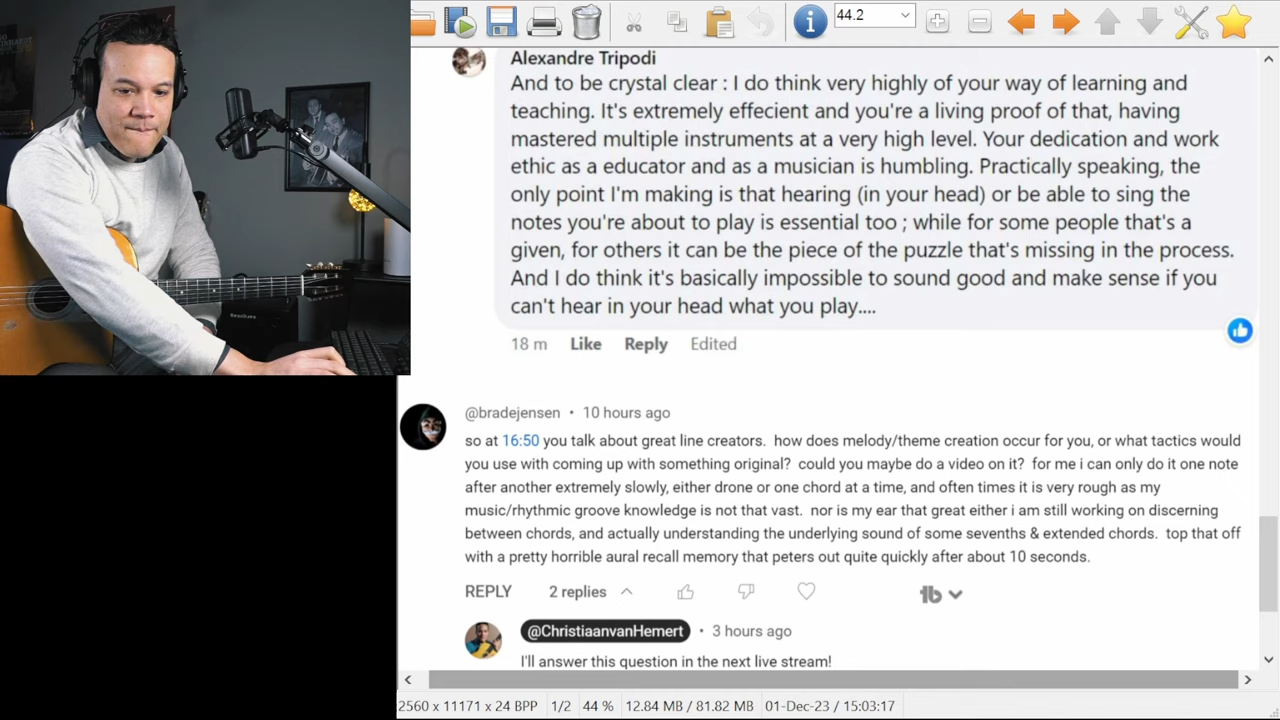 44.2
Alexandre Tripodi
And to be crystal clear : I do think very highly of your way of learning and
teaching. It's extremely effecient and you're a living proof of that, having
mastered multiple instruments at a very high level. Your dedication and work
ethic as a educator and as a musician is humbling. Practically speaking, the
only point I'm making is that hearing (in your head) or be able to sing the
notes you're about to play is essential too ; while for some people that's a
given, for others it can be the piece of the puzzle that's missing in the process.
And I do think it's basically impossible to sound good and make sense if you
can't hear in your head what you play....
18 m Like Reply Edited
@bradejensen • 10 hours ago
so at 16:50 you talk about great line creators. how does melody/theme creation occur for you, or what tactics would
you use with coming up with something original? could you maybe do a video on it? for me i can only do it one note
after another extremely slowly, either drone or one chord at a time, and often times it is very rough as my
music/rhythmic groove knowledge is not that vast. nor is my ear that great either i am still working on discerning
between chords, and actually understanding the underlying sound of some sevenths & extended chords. top that off
with a pretty horrible aural recall memory that peters out quite quickly after about 10 seconds.
REPLY 2 replies
@ChristiaanvanHemert • 3 hours ago
I'll answer this question in the next live stream!
2560 x 11171 x 24 BPP 1/2 44 % 12.84 MB / 81.82 MB 01-Dec-23 / 15:03:17